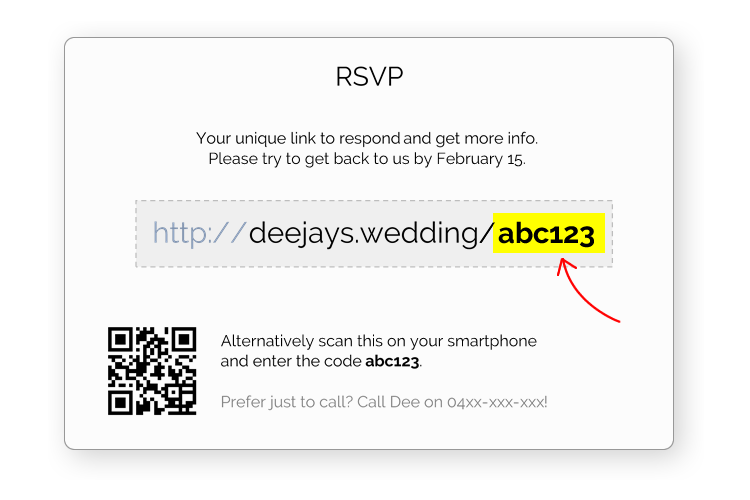 RSVP
Your unique link to respond and get more info.
Please try to get back to us by February 15.
http://deejays.wedding/abc123
Alternatively scan this on your smartphone
and enter the code abc123.
Prefer just to call? Call Dee on 04xx-xxx-xxx!